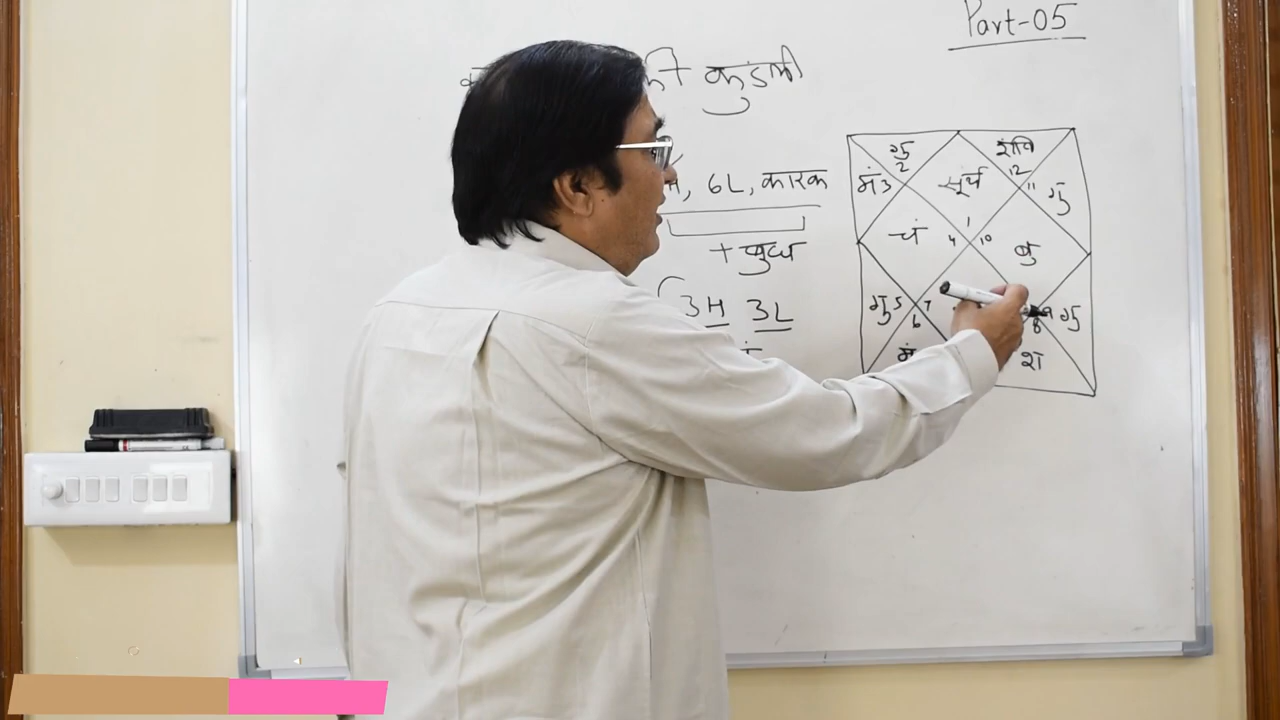 Part-05
की कुंडली
H, 6L, कारक
+ बुध
3H 3L
गु 2
शनि 12
मं 3
सूर्य
11 गु
1
चं 4
10 बु
गु 5
6
7
8
9 गु
मं
श